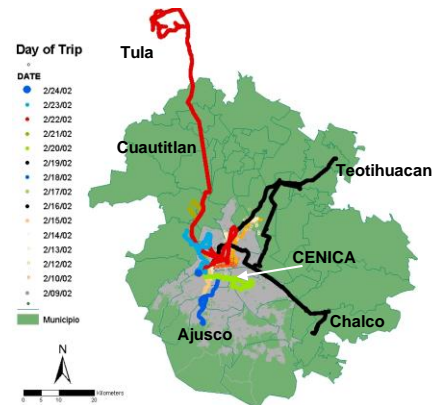 Tula
Day of Trip
DATE
2/24/02
2/23/02
2/22/02
2/21/02
2/20/02
2/19/02
2/18/02
2/17/02
2/16/02
2/15/02
2/14/02
2/13/02
2/12/02
2/10/02
2/09/02
Municipio
Cuautitlan
Teotihuacan
CENICA
Chalco
Ajusco
N
0 5 10 20 Kilometers